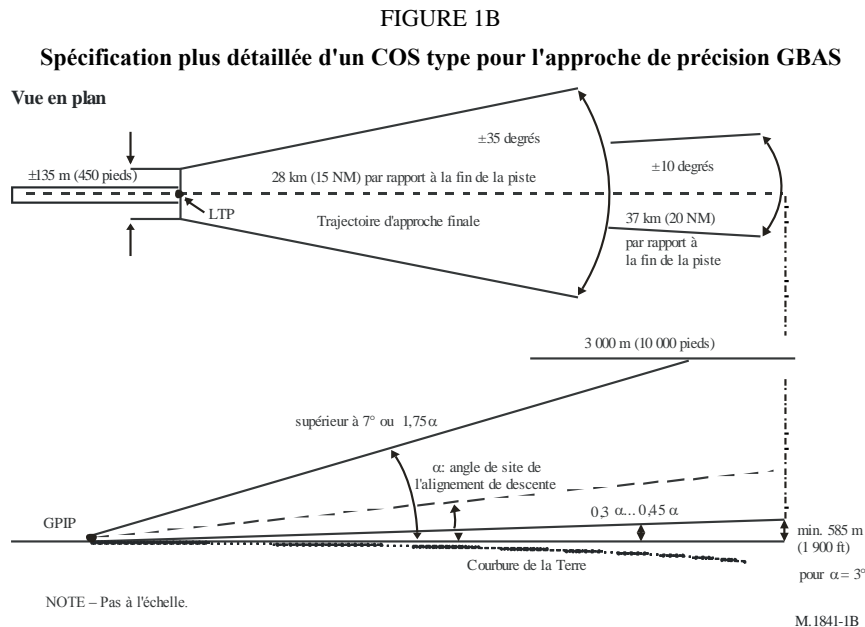 FIGURE 1B
Spécification plus détaillée d'un COS type pour l'approche de précision GBAS
Vue en plan
±35 degrés
±135 m (450 pieds)
28 km (15 NM) par rapport à la fin de la piste
±10 degrés
LTP
Trajectoire d'approche finale
37 km (20 NM)
par rapport à
la fin de la piste
3 000 m (10 000 pieds)
supérieur à 7° ou 1,75 α
α: angle de site de
l'alignement de descente
0,3 α... 0,45 α
GPIP
min. 585 m
(1 900 ft)
pour α = 3°
Courbure de la Terre
NOTE – Pas à l'échelle.
M.1841-1B